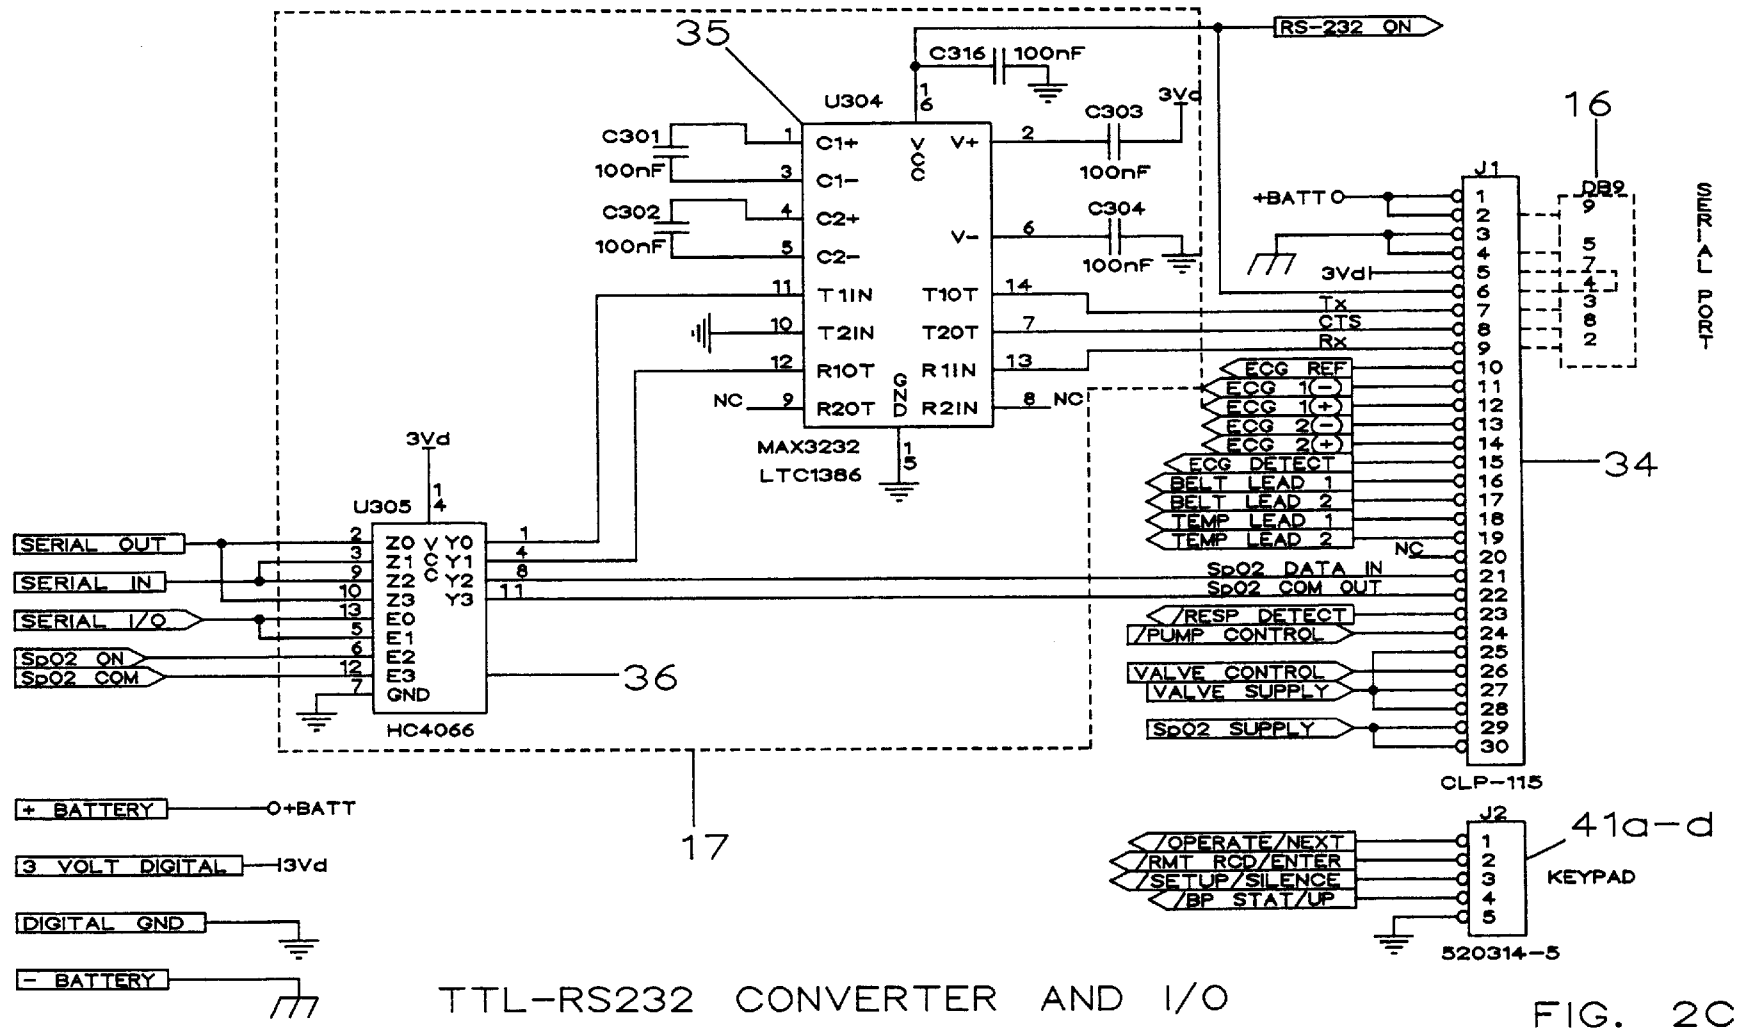 35
RS-232 ON
C316 100nF
16
U304
C301
100nF
C302
100nF
1 C1+
3 C1-
4 C2+
5 C2-
11 T1IN
10 T2IN
12 R1OT
NC 9 R2OT
16
VCC
V+ 2
V- 6
T1OT 14
T2OT 7
R1IN 13
R2IN 8 NC
GND
15
C303
100nF
3Vd
C304
100nF
MAX3232
LTC1386
16
J1
DB9
9
5
7
4
3
8
2
SERIAL PORT
+BATT
3Vd
Tx
CTS
Rx
ECG REF
ECG 1(-)
ECG 1(+)
ECG 2(-)
ECG 2(+)
ECG DETECT
BELT LEAD 1
BELT LEAD 2
TEMP LEAD 1
TEMP LEAD 2
NC
SpO2 DATA IN
SpO2 COM OUT
/RESP DETECT
/PUMP CONTROL
VALVE CONTROL
VALVE SUPPLY
SpO2 SUPPLY
1
2
3
4
5
6
7
8
9
10
11
12
13
14
15
16
17
18
19
20
21
22
23
24
25
26
27
28
29
30
34
CLP-115
3Vd
14
U305
SERIAL OUT
SERIAL IN
SERIAL I/O
SpO2 ON
SpO2 COM
2 Z0
3 Z1
9 Z2
10 Z3
13 E0
5 E1
6 E2
12 E3
7 GND
VCC
Y0 1
Y1 4
Y2 8
Y3 11
36
HC4066
17
+ BATTERY +BATT
3 VOLT DIGITAL 3Vd
DIGITAL GND
- BATTERY
J2
/OPERATE/NEXT 1
/RMT RCD/ENTER 2
/SETUP/SILENCE 3
/BP STAT/UP 4
5
41a-d
KEYPAD
520314-5
TTL-RS232 CONVERTER AND I/O
FIG. 2C